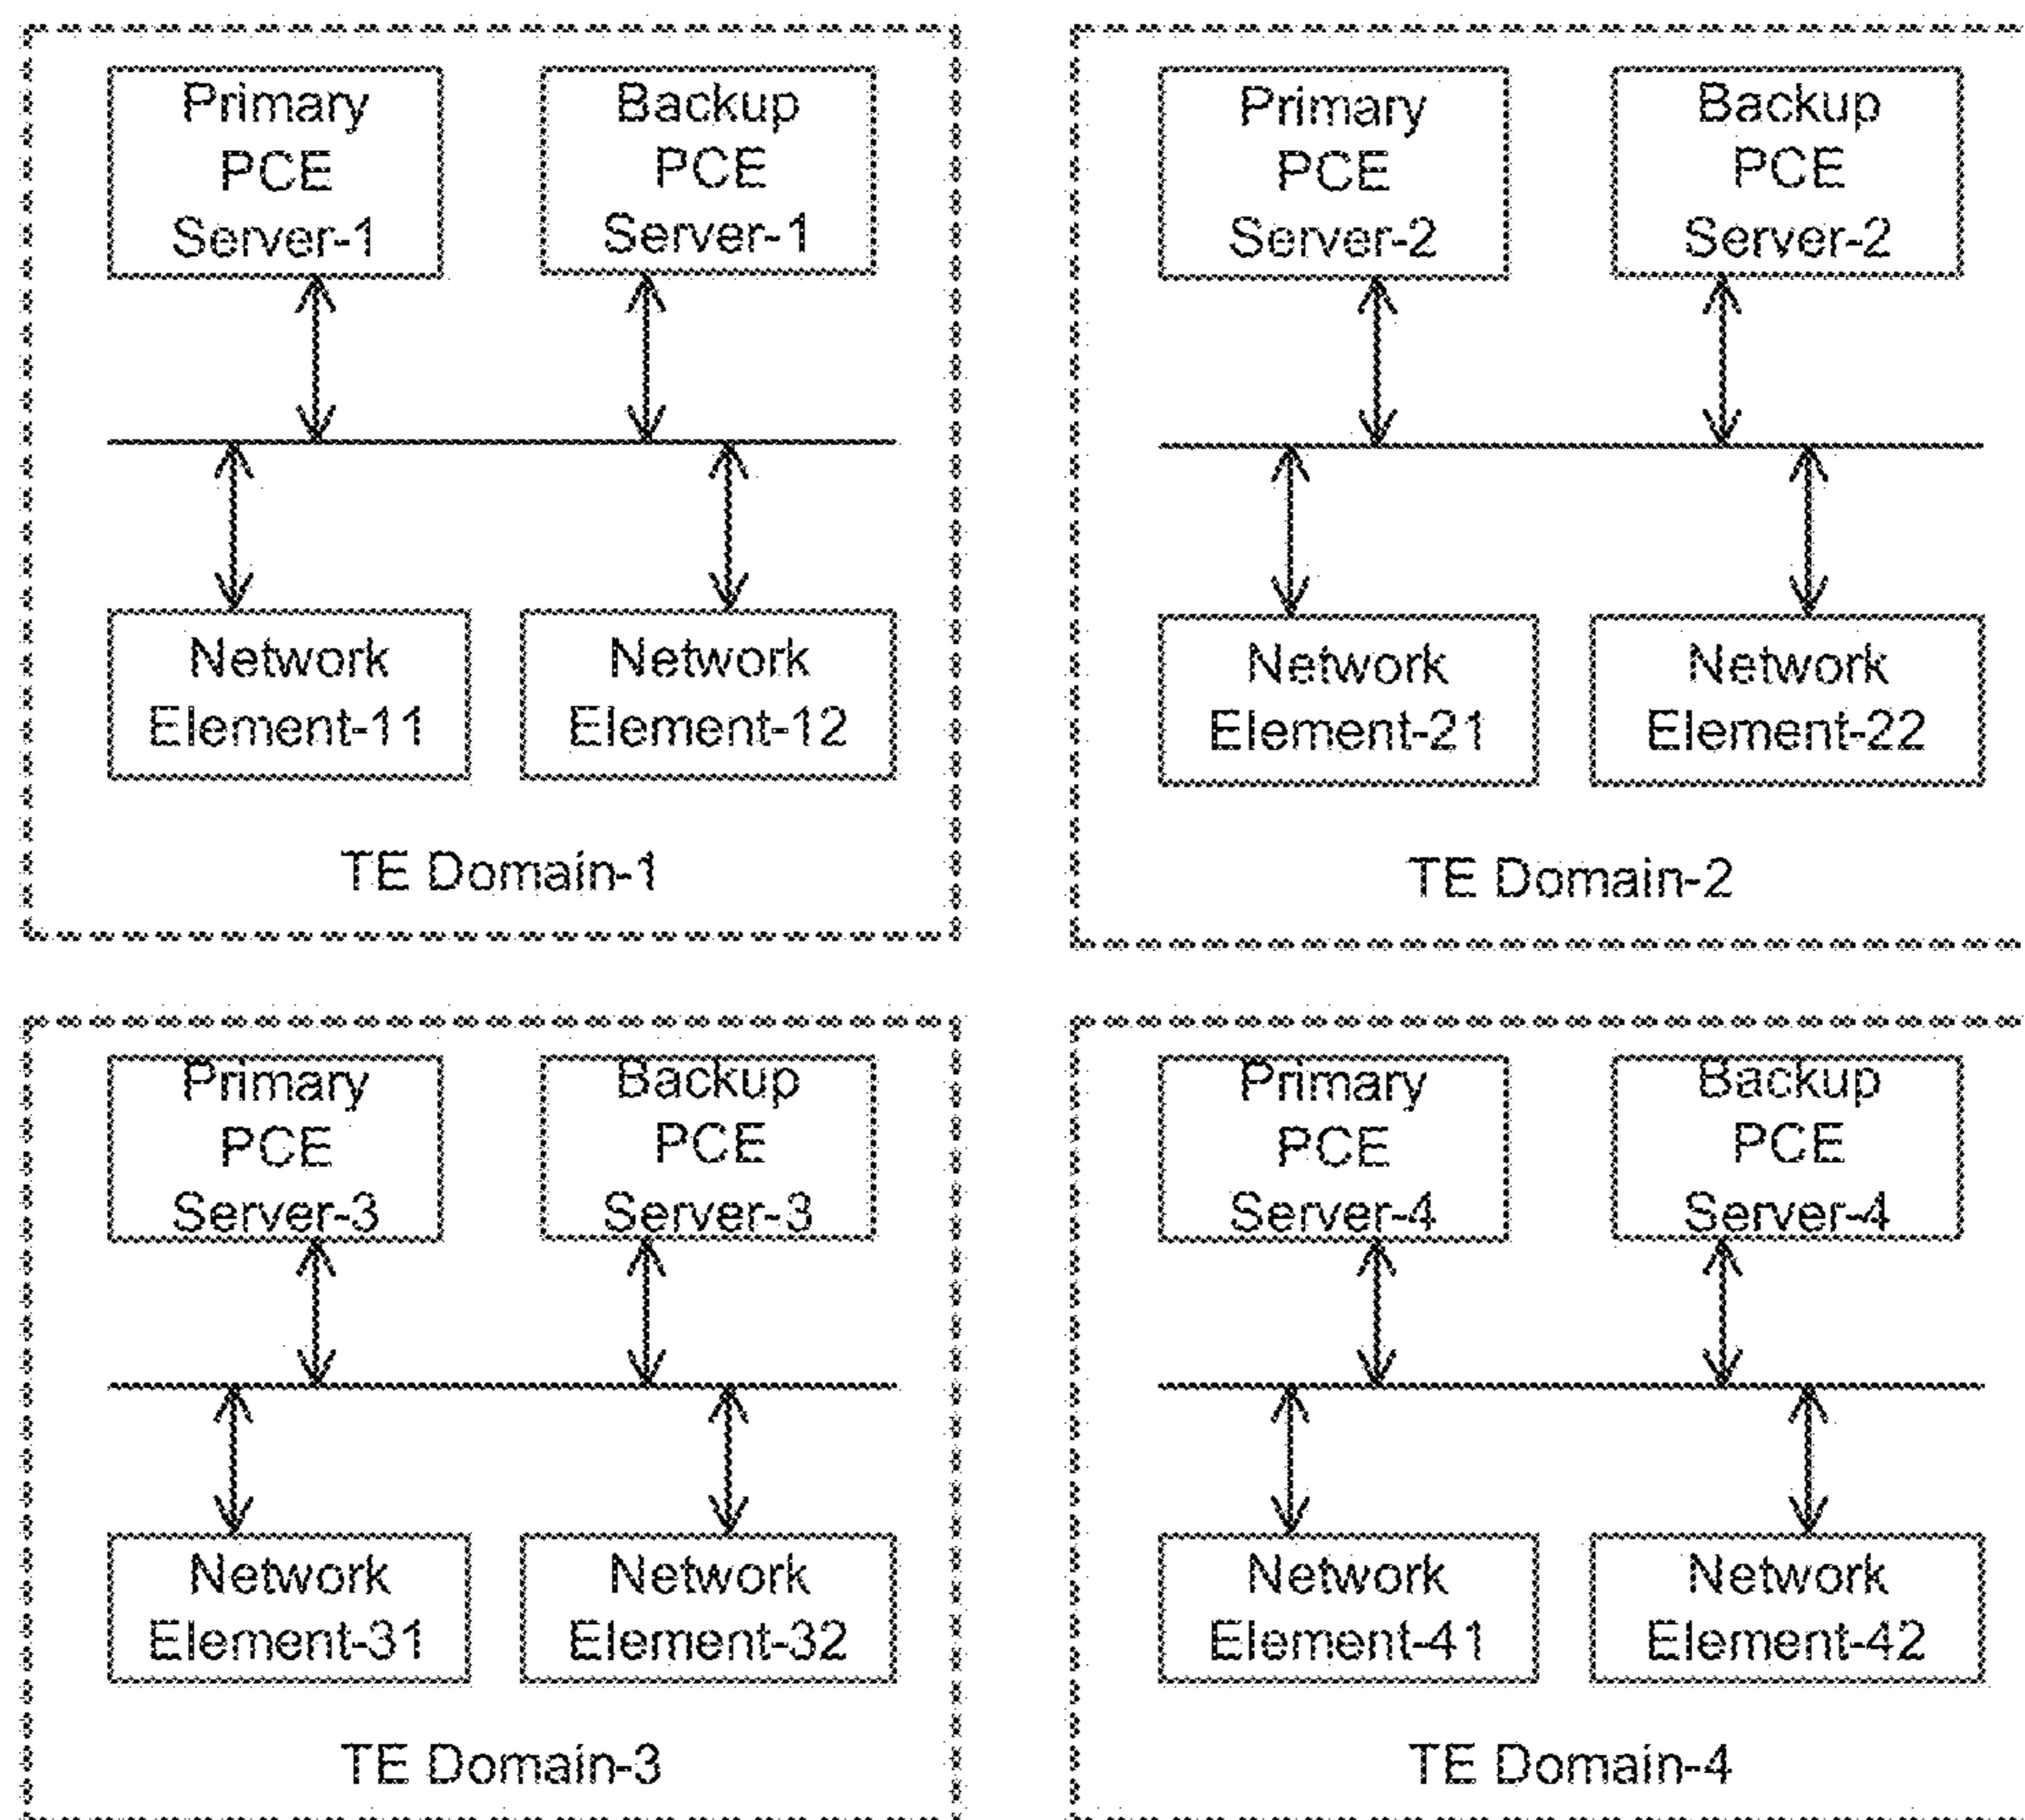 Primary
PCE
Server-1
Backup
PCE
Server-1
Network
Element-11
Network
Element-12
TE Domain-1
Primary
PCE
Server-2
Backup
PCE
Server-2
Network
Element-21
Network
Element-22
TE Domain-2
Primary
PCE
Server-3
Backup
PCE
Server-3
Network
Element-31
Network
Element-32
TE Domain-3
Primary
PCE
Server-4
Backup
PCE
Server-4
Network
Element-41
Network
Element-42
TE Domain-4